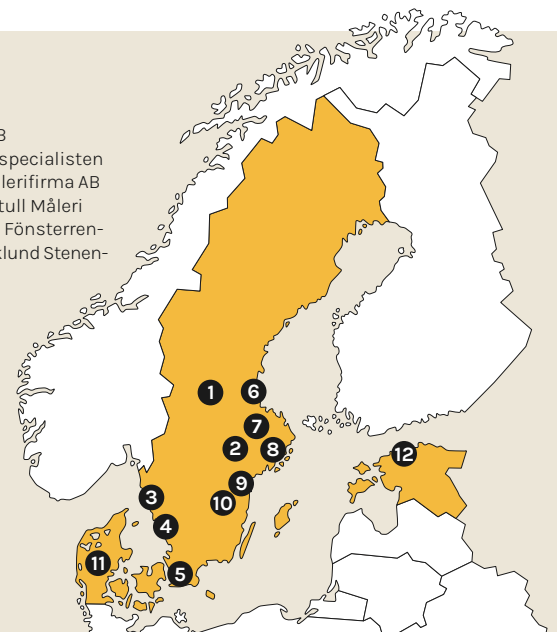 B
specialisten
lerifirma AB
tull Måleri
Fönsterren-
klund Stenen-
1
6
7
2
8
12
9
3
10
4
11
5